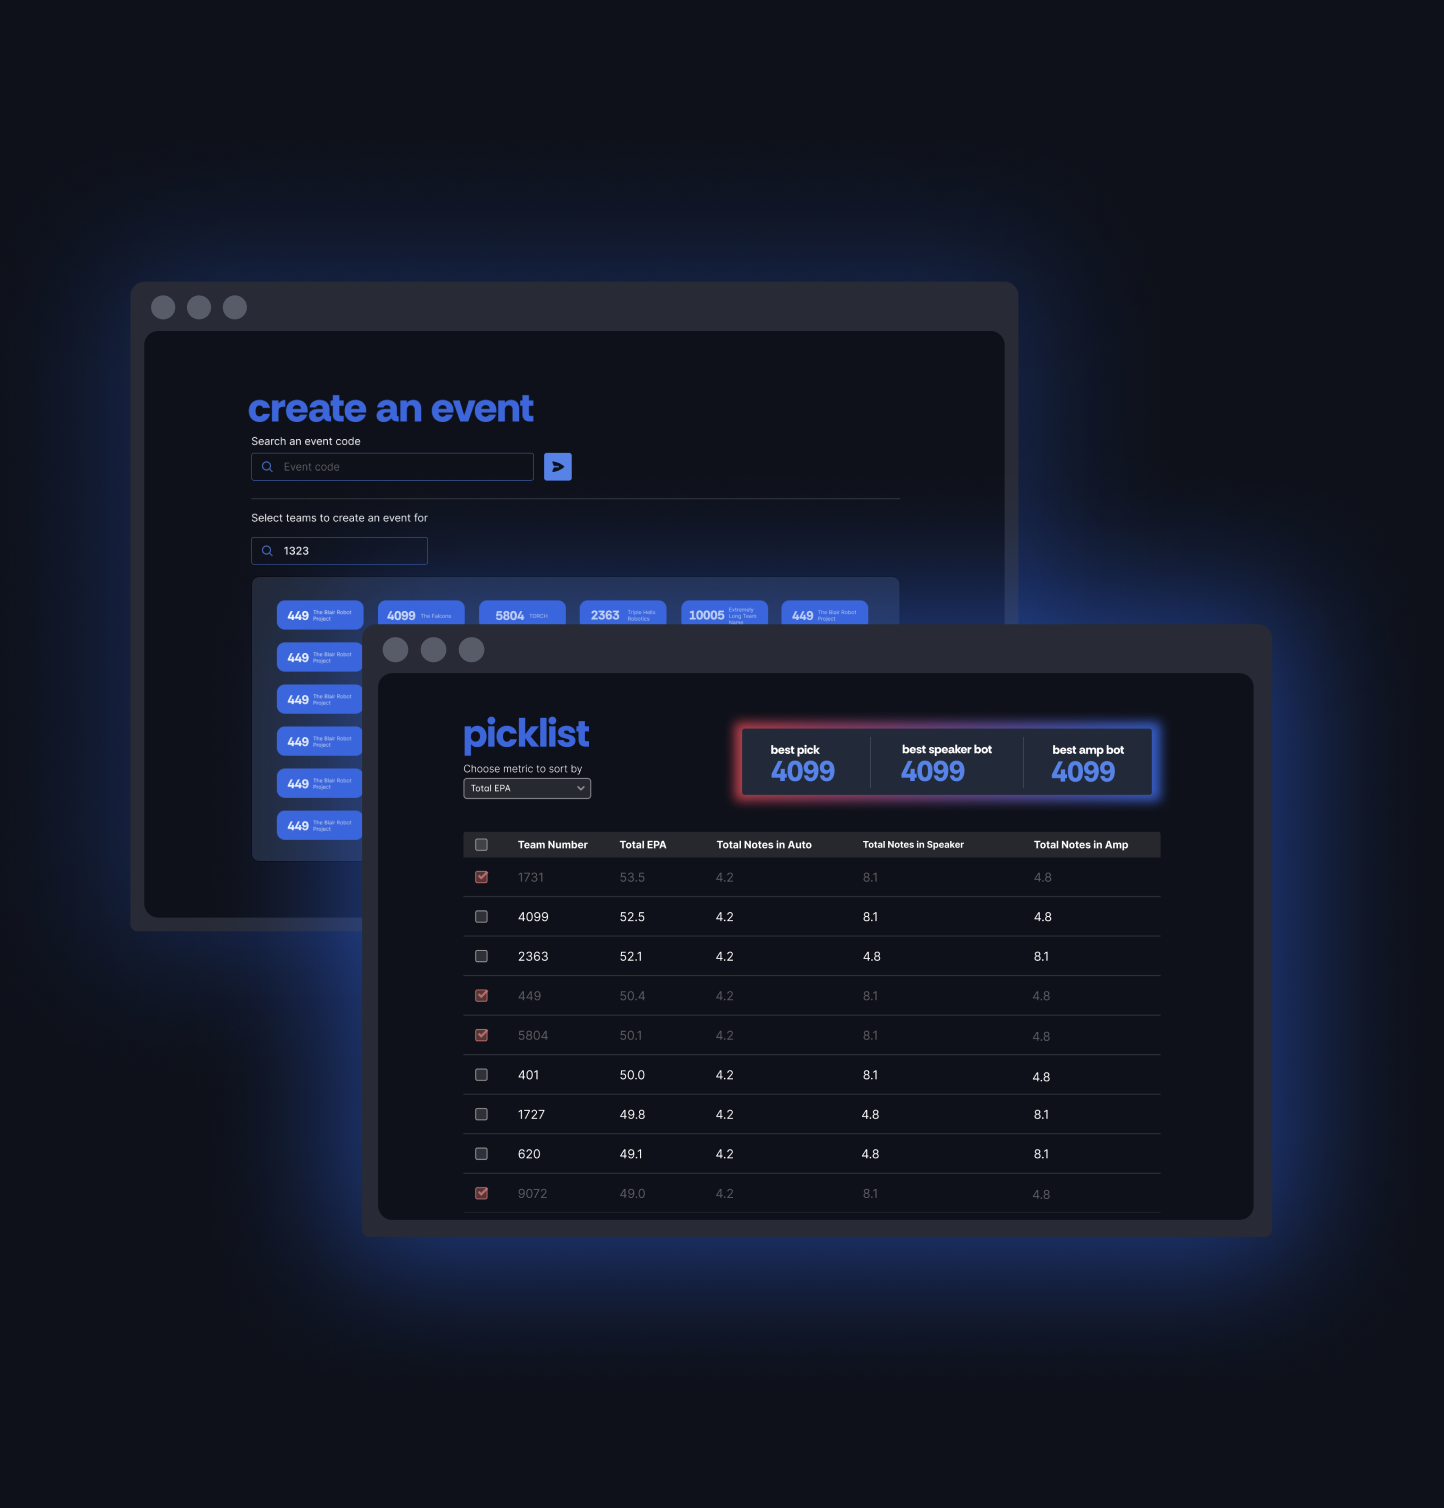 create an event
Search an event code
Event code
Select teams to create an event for
1323
449 The Blair Robot Project
4099 The Falcons
5804 TORCH
2363 Triple Helix Robotics
10005 Extremely Long Team Name
449 The Blair Robot Project
449 The Blair Robot Project
449 The Blair Robot Project
449 The Blair Robot Project
449 The Blair Robot Project
449 The Blair Robot Project
picklist
Choose metric to sort by
Total EPA
best pick
4099
best speaker bot
4099
best amp bot
4099
Team Number Total EPA Total Notes in Auto Total Notes in Speaker Total Notes in Amp
1731 53.5 4.2 8.1 4.8
4099 52.5 4.2 8.1 4.8
2363 52.1 4.2 4.8 8.1
449 50.4 4.2 8.1 4.8
5804 50.1 4.2 8.1 4.8
401 50.0 4.2 8.1 4.8
1727 49.8 4.2 4.8 8.1
620 49.1 4.2 4.8 8.1
9072 49.0 4.2 8.1 4.8